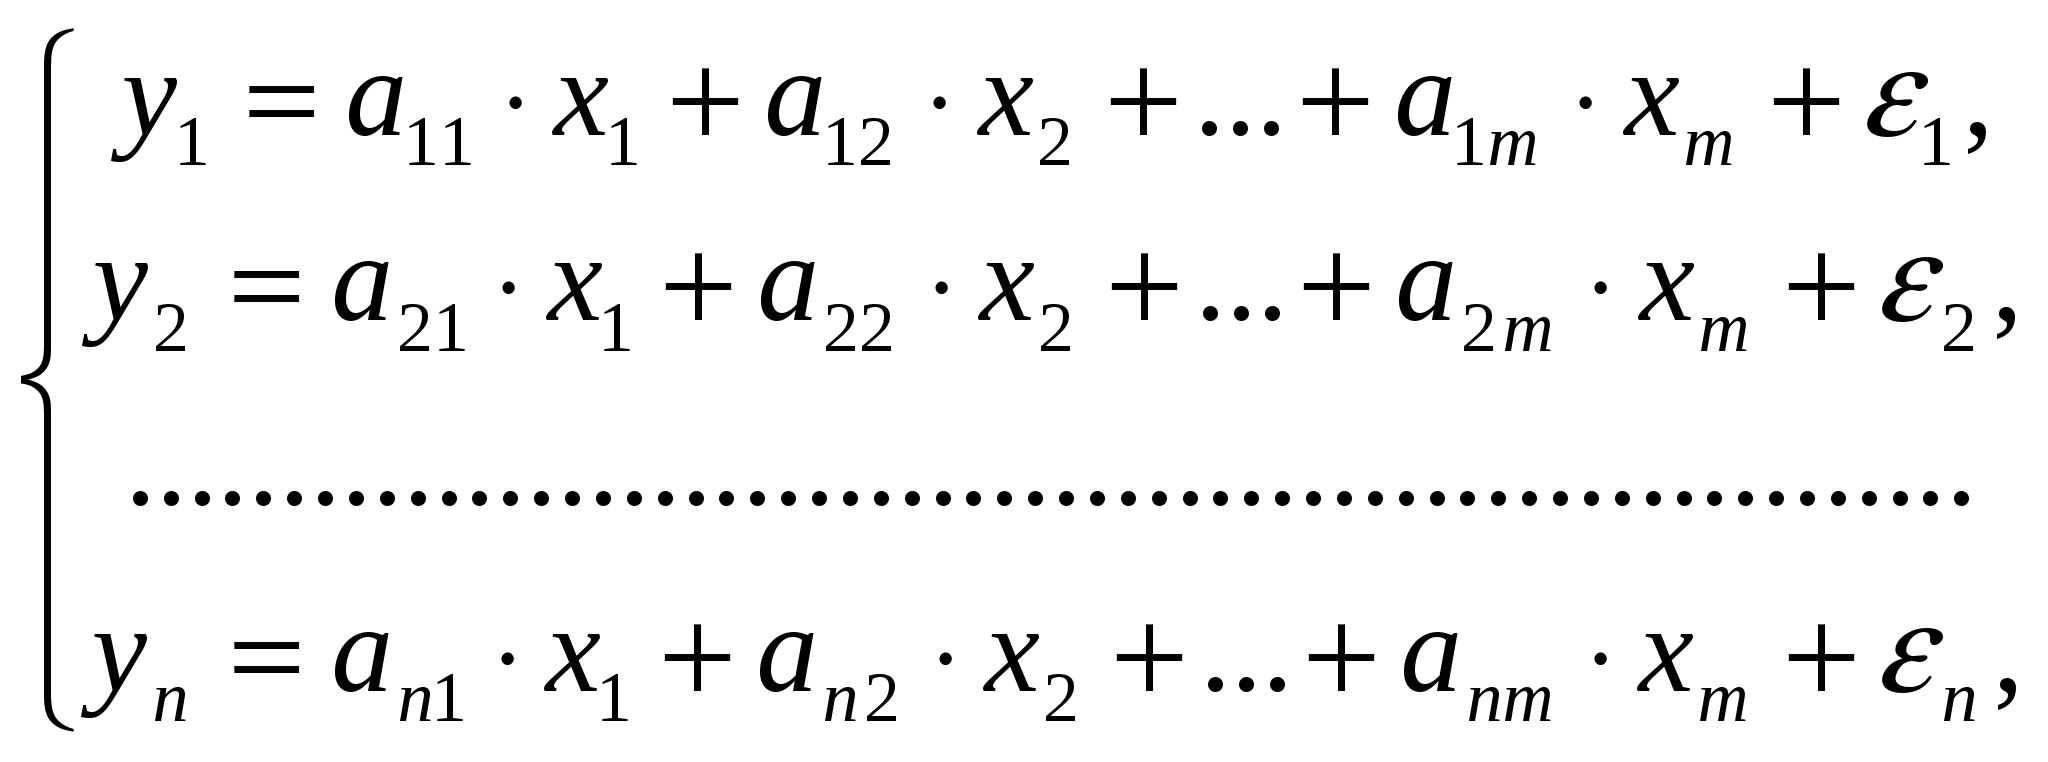 y₁ = a₁₁ · x₁ + a₁₂ · x₂ + ... + a₁ₘ · xₘ + ε₁,
y₂ = a₂₁ · x₁ + a₂₂ · x₂ + ... + a₂ₘ · xₘ + ε₂,
............................................................
yₙ = aₙ₁ · x₁ + aₙ₂ · x₂ + ... + aₙₘ · xₘ + εₙ,